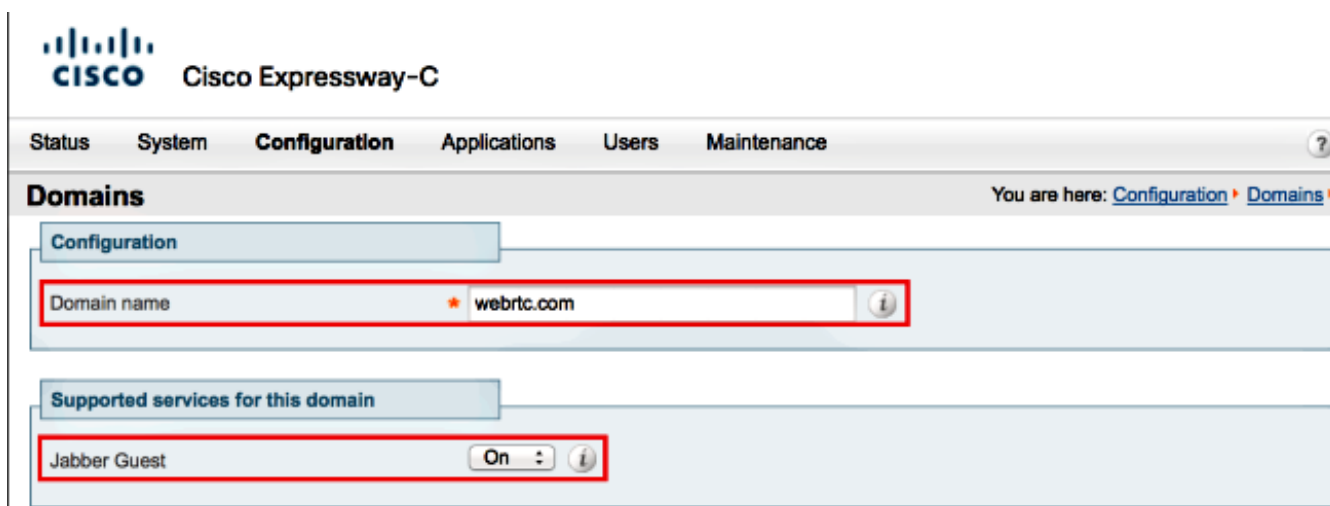 CISCO Cisco Expressway-C
Status System Configuration Applications Users Maintenance ?
Domains You are here: Configuration Domains
Configuration
Domain name * webrtc.com i
Supported services for this domain
Jabber Guest On i